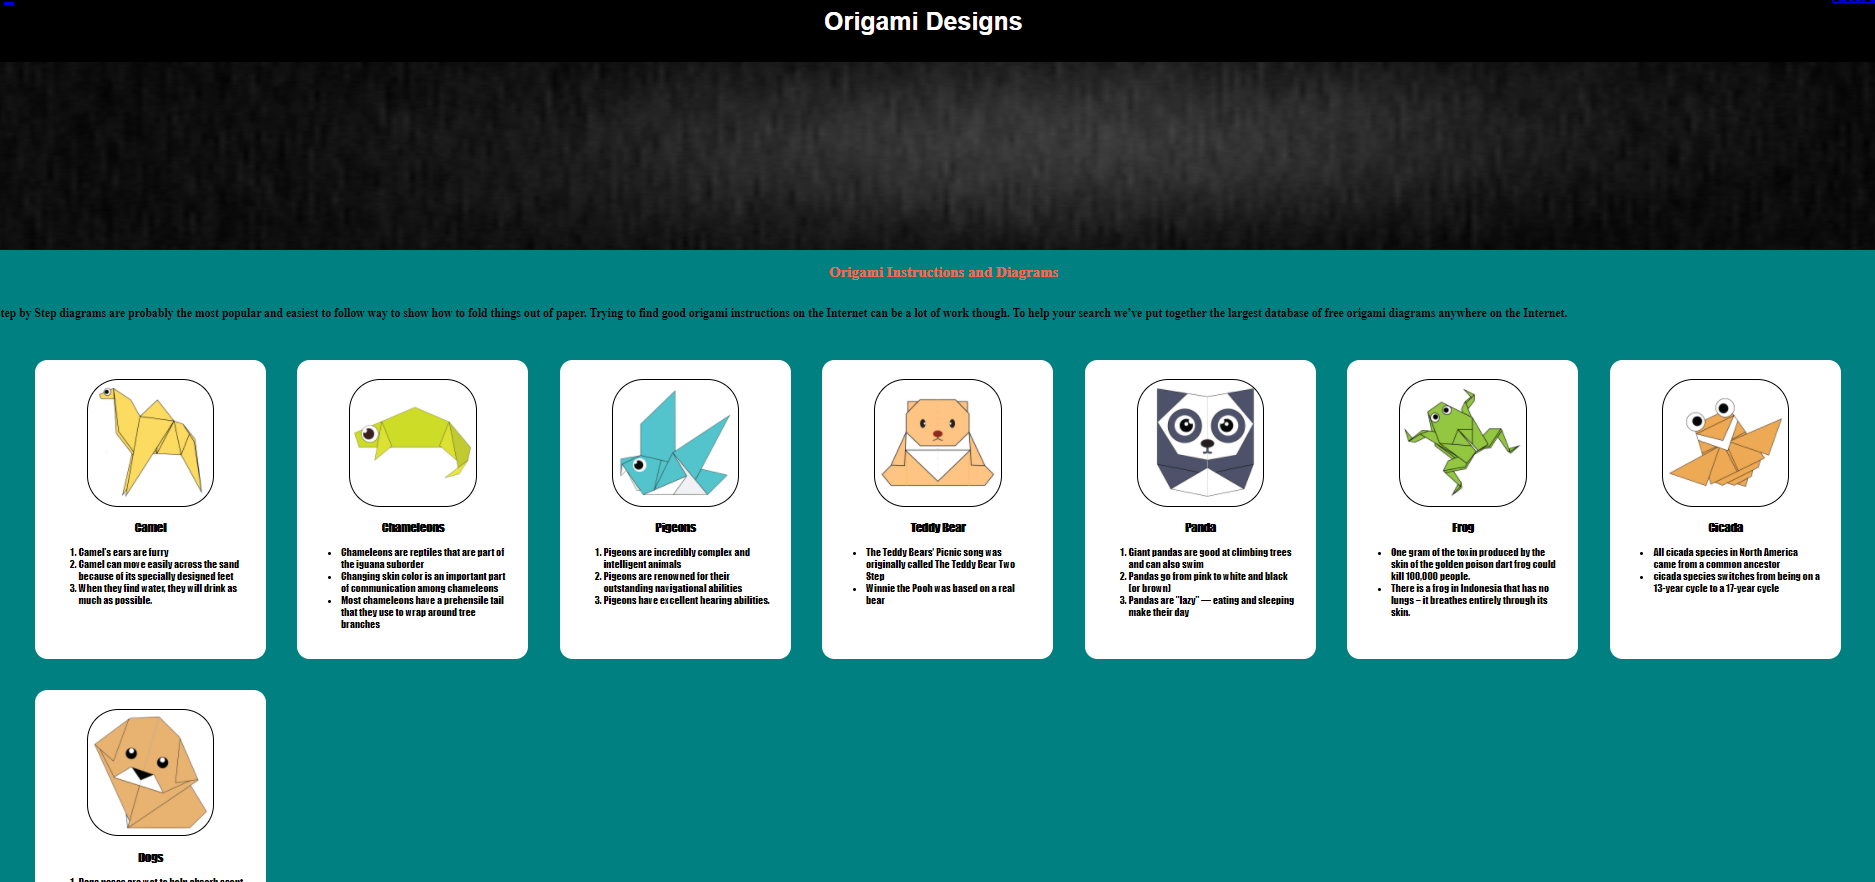 Origami Designs
Origami Instructions and Diagrams
tep by Step diagrams are probably the most popular and easiest to follow way to show how to fold things out of paper. Trying to find good origami instructions on the Internet can be a lot of work though. To help your search we've put together the largest database of free origami diagrams anywhere on the Internet.
Camel
1. Camel's ears are furry
2. Camel can move easily across the sand
because of its specially designed feet
3. When they find water, they will drink as
much as possible.
Chameleons
• Chameleons are reptiles that are part of
the iguana suborder
• Changing skin color is an important part
of communication among chameleons
• Most chameleons have a prehensile tail
that they use to wrap around tree
branches
Pigeons
1. Pigeons are incredibly complex and
intelligent animals
2. Pigeons are renowned for their
outstanding navigational abilities
3. Pigeons have excellent hearing abilities.
Teddy Bear
• The Teddy Bears' Picnic song was
originally called The Teddy Bear Two
Step
• Winnie the Pooh was based on a real
bear
Panda
1. Giant pandas are good at climbing trees
and can also swim
2. Pandas go from pink to white and black
(or brown)
3. Pandas are "lazy" — eating and sleeping
make their day
Frog
• One gram of the toxin produced by the
skin of the golden poison dart frog could
kill 100,000 people.
• There is a frog in Indonesia that has no
lungs – it breathes entirely through its
skin.
Cicada
• All cicada species in North America
came from a common ancestor
• cicada species switches from being on a
13-year cycle to a 17-year cycle
Dogs
1. Dogs noses are wet to help absorb scent